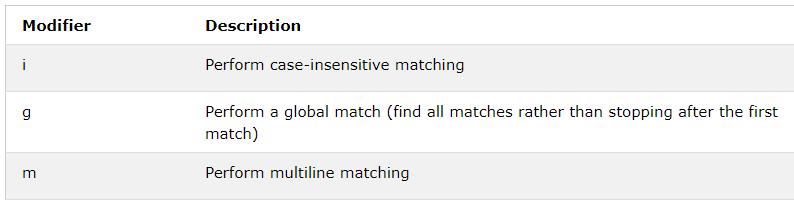 Modifier Description
i Perform case-insensitive matching
g Perform a global match (find all matches rather than stopping after the first
match)
m Perform multiline matching